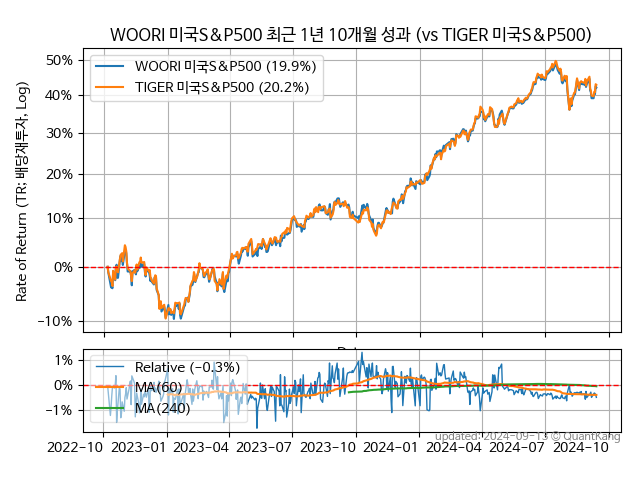 WOORI 미국S&P500 최근 1년 10개월 성과 (vs TIGER 미국S&P500)
50%
40%
30%
20%
10%
0%
−10%
Rate of Return (TR: 배당재투자, Log)
WOORI 미국S&P500 (19.9%)
TIGER 미국S&P500 (20.2%)
1%
0%
−1%
Relative (−0.3%)
MA(60)
MA(240)
updated: 2024-09-13 © QuantKang
2022-10 2023-01 2023-04 2023-07 2023-10 2024-01 2024-04 2024-07 2024-10